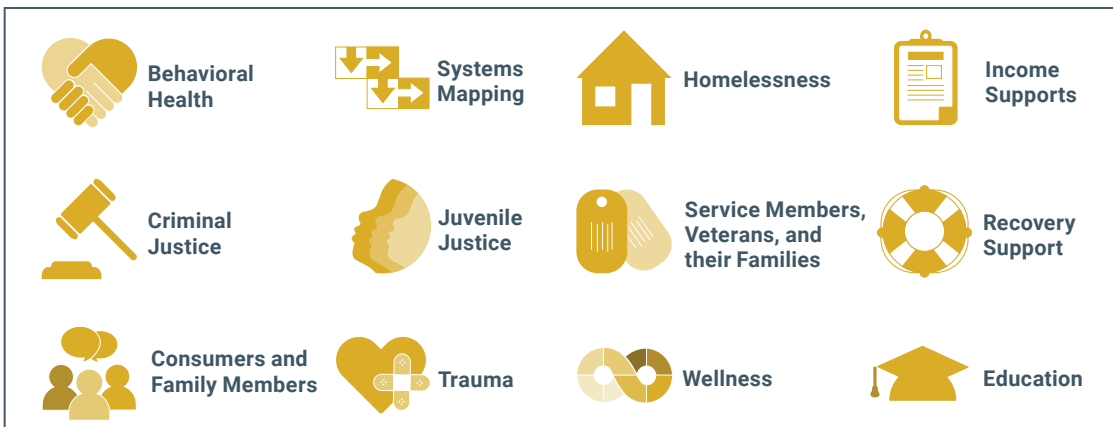 Behavioral
Health
Systems
Mapping
Homelessness
Income
Supports
Criminal
Justice
Juvenile
Justice
Service Members,
Veterans, and
their Families
Recovery
Support
Consumers and
Family Members
Trauma
Wellness
Education